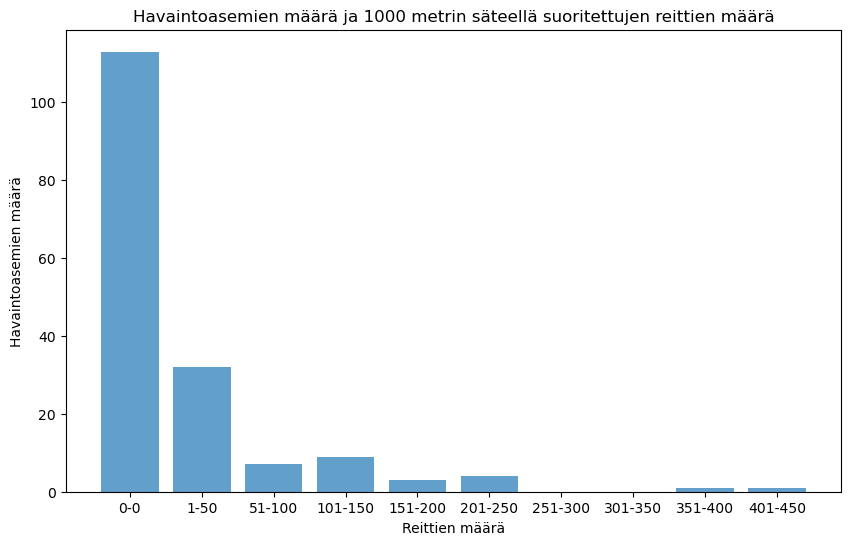 Havaintoasemien määrä ja 1000 metrin säteellä suoritettujen reittien määrä
Havaintoasemien määrä
100
80
60
40
20
0
0-0 1-50 51-100 101-150 151-200 201-250 251-300 301-350 351-400 401-450
Reittien määrä